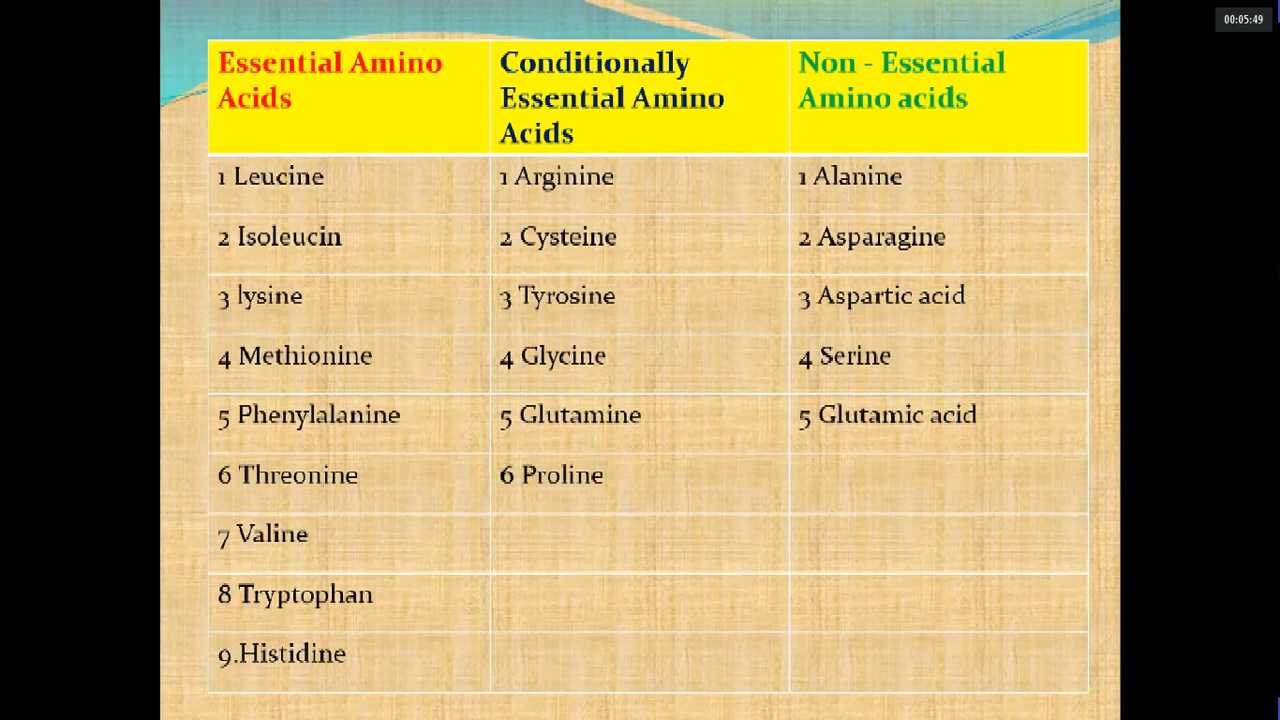 00:05:49
Essential Amino
Acids
Conditionally
Essential Amino
Acids
Non - Essential
Amino acids
1 Leucine
1 Arginine
1 Alanine
2 Isoleucin
2 Cysteine
2 Asparagine
3 lysine
3 Tyrosine
3 Aspartic acid
4 Methionine
4 Glycine
4 Serine
5 Phenylalanine
5 Glutamine
5 Glutamic acid
6 Threonine
6 Proline
7 Valine
8 Tryptophan
9.Histidine